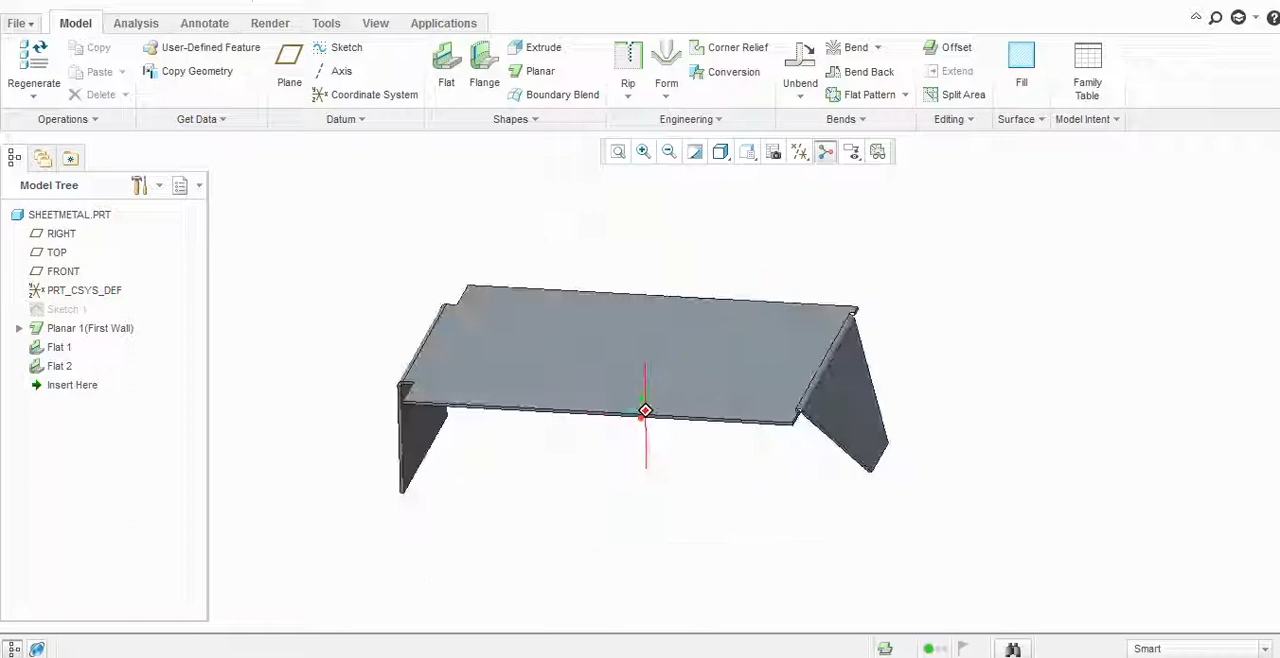 File Model Analysis Annotate Render Tools View Applications
Regenerate Copy Paste Delete
User-Defined Feature
Copy Geometry
Plane Sketch Axis Coordinate System
Flat Flange Extrude Planar Boundary Blend
Rip Form Corner Relief Conversion
Unbend Bend Bend Back Flat Pattern
Offset Extend Split Area
Fill
Family Table
Operations Get Data Datum Shapes Engineering Bends Editing Surface Model Intent
Model Tree
SHEETMETAL.PRT
RIGHT
TOP
FRONT
PRT_CSYS_DEF
Sketch 1
Planar 1(First Wall)
Flat 1
Flat 2
Insert Here
Smart